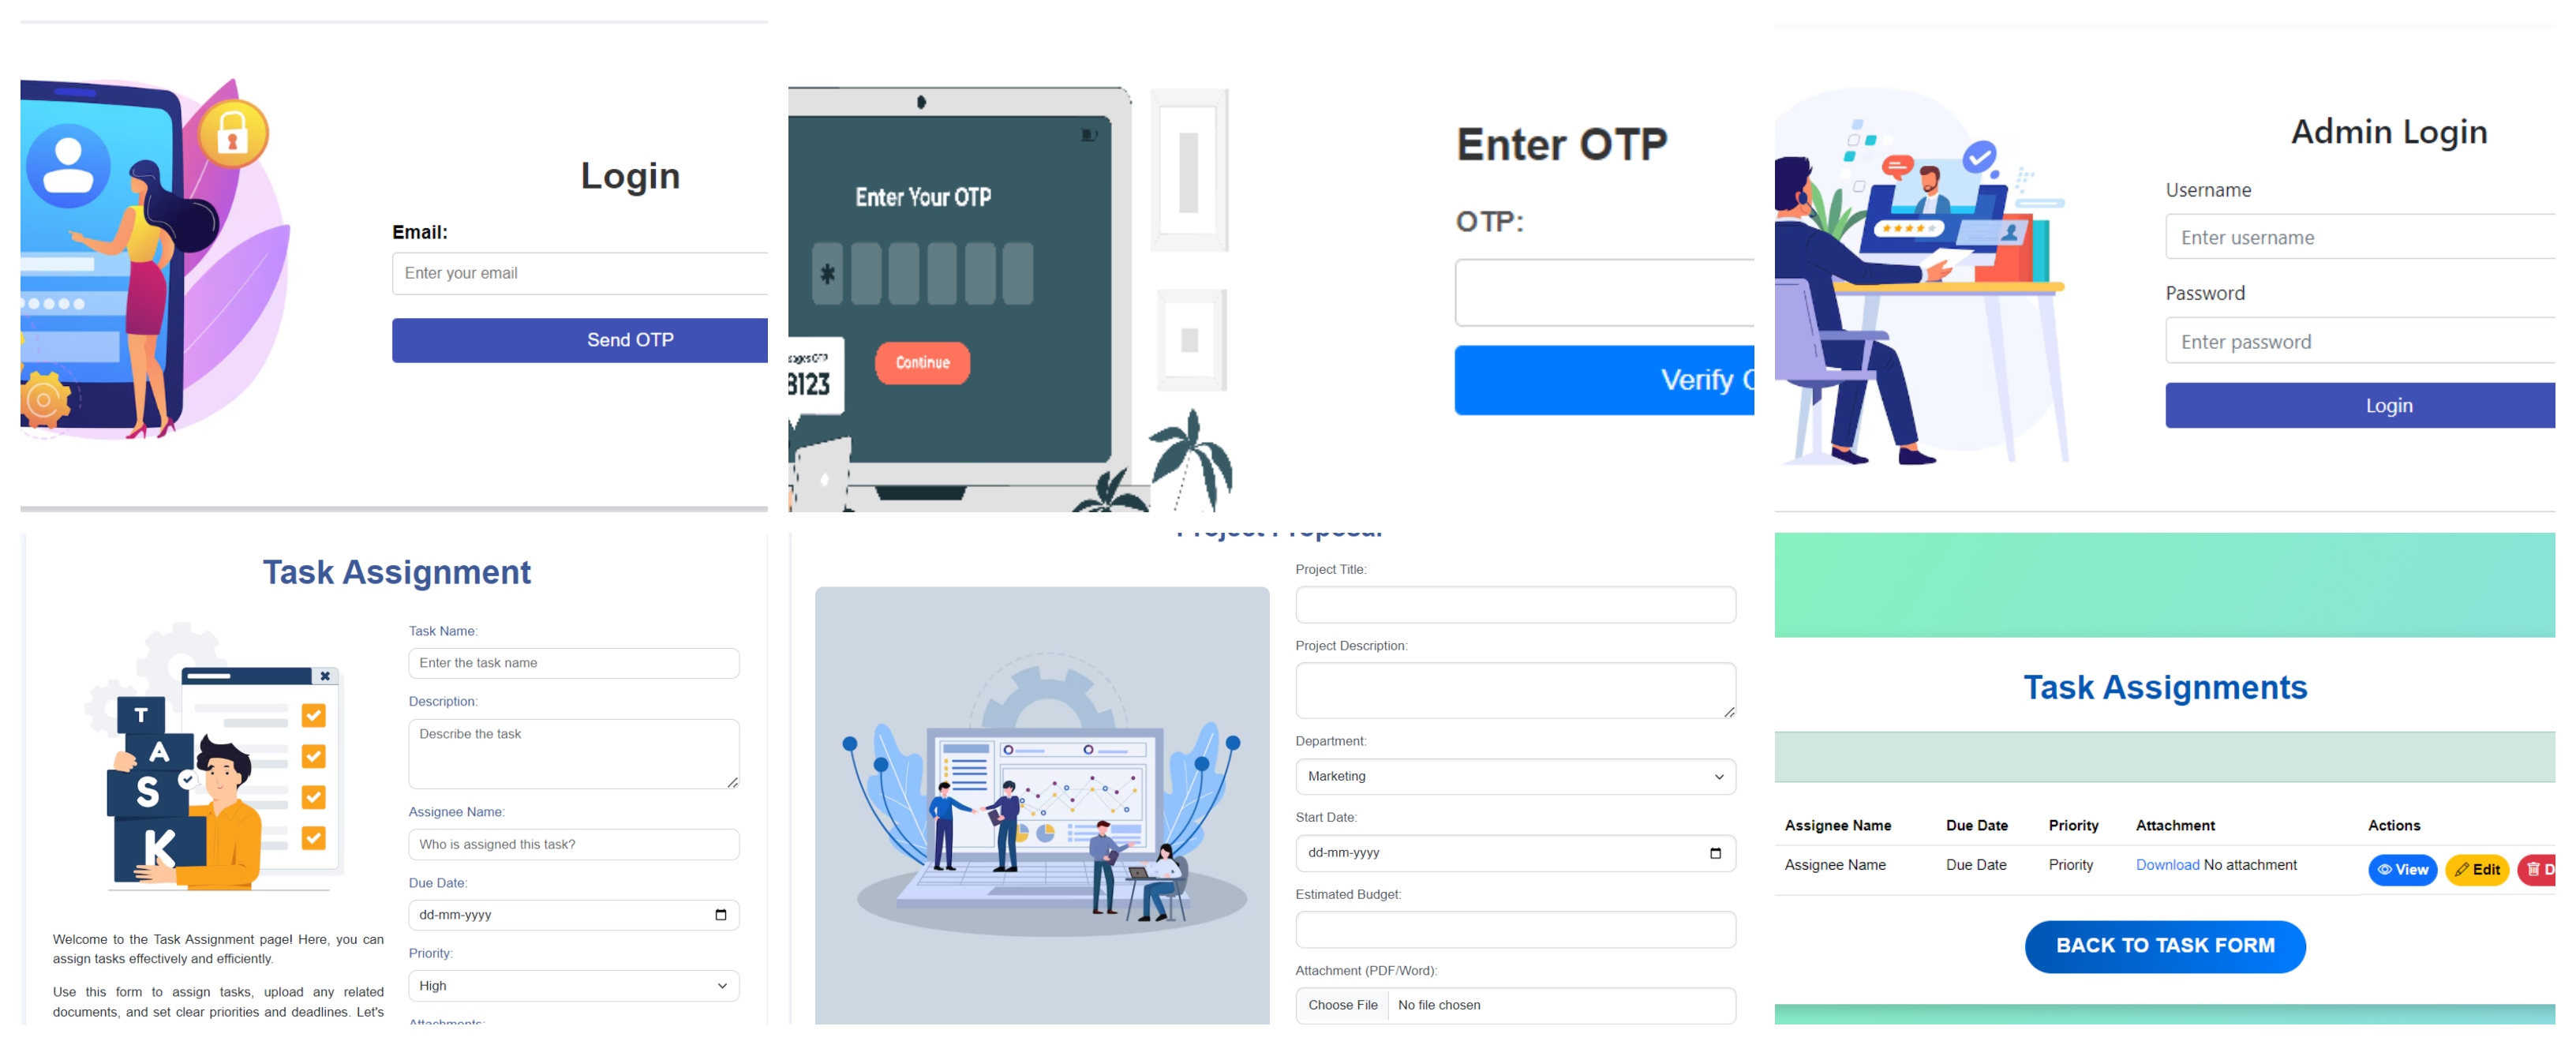 Login
Email:
Enter your email
Send OTP
Enter Your OTP
*
Continue
8123
Enter OTP
OTP:
Verify
Admin Login
Username
Enter username
Password
Enter password
Login
Task Assignment
T
A
S
K
Welcome to the Task Assignment page! Here, you can
assign tasks effectively and efficiently.
Use this form to assign tasks, upload any related
documents, and set clear priorities and deadlines. Let's
Task Name:
Enter the task name
Description:
Describe the task
Assignee Name:
Who is assigned this task?
Due Date:
dd-mm-yyyy
Priority:
High
Attachments:
Project Proposal
Project Title:
Project Description:
Department:
Marketing
Start Date:
dd-mm-yyyy
Estimated Budget:
Attachment (PDF/Word):
Choose File No file chosen
Task Assignments
Assignee Name Due Date Priority Attachment Actions
Assignee Name Due Date Priority Download No attachment View Edit D
BACK TO TASK FORM